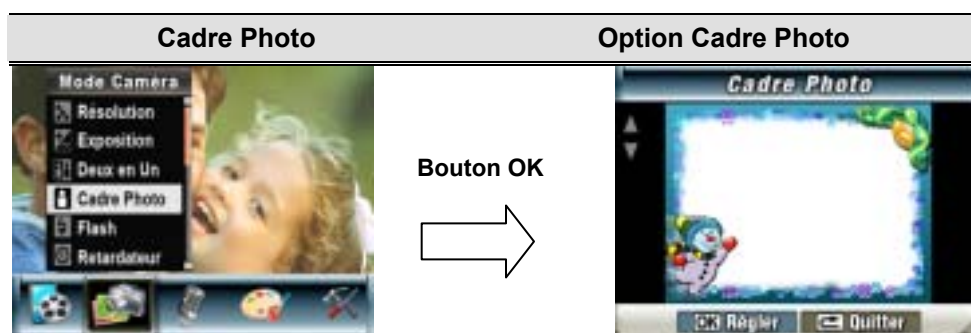 Cadre Photo
Option Cadre Photo
Mode Caméra
Résolution
Exposition
Deux en Un
Cadre Photo
Flash
Retardateur
Bouton OK
Cadre Photo
OK Régler
Quitter